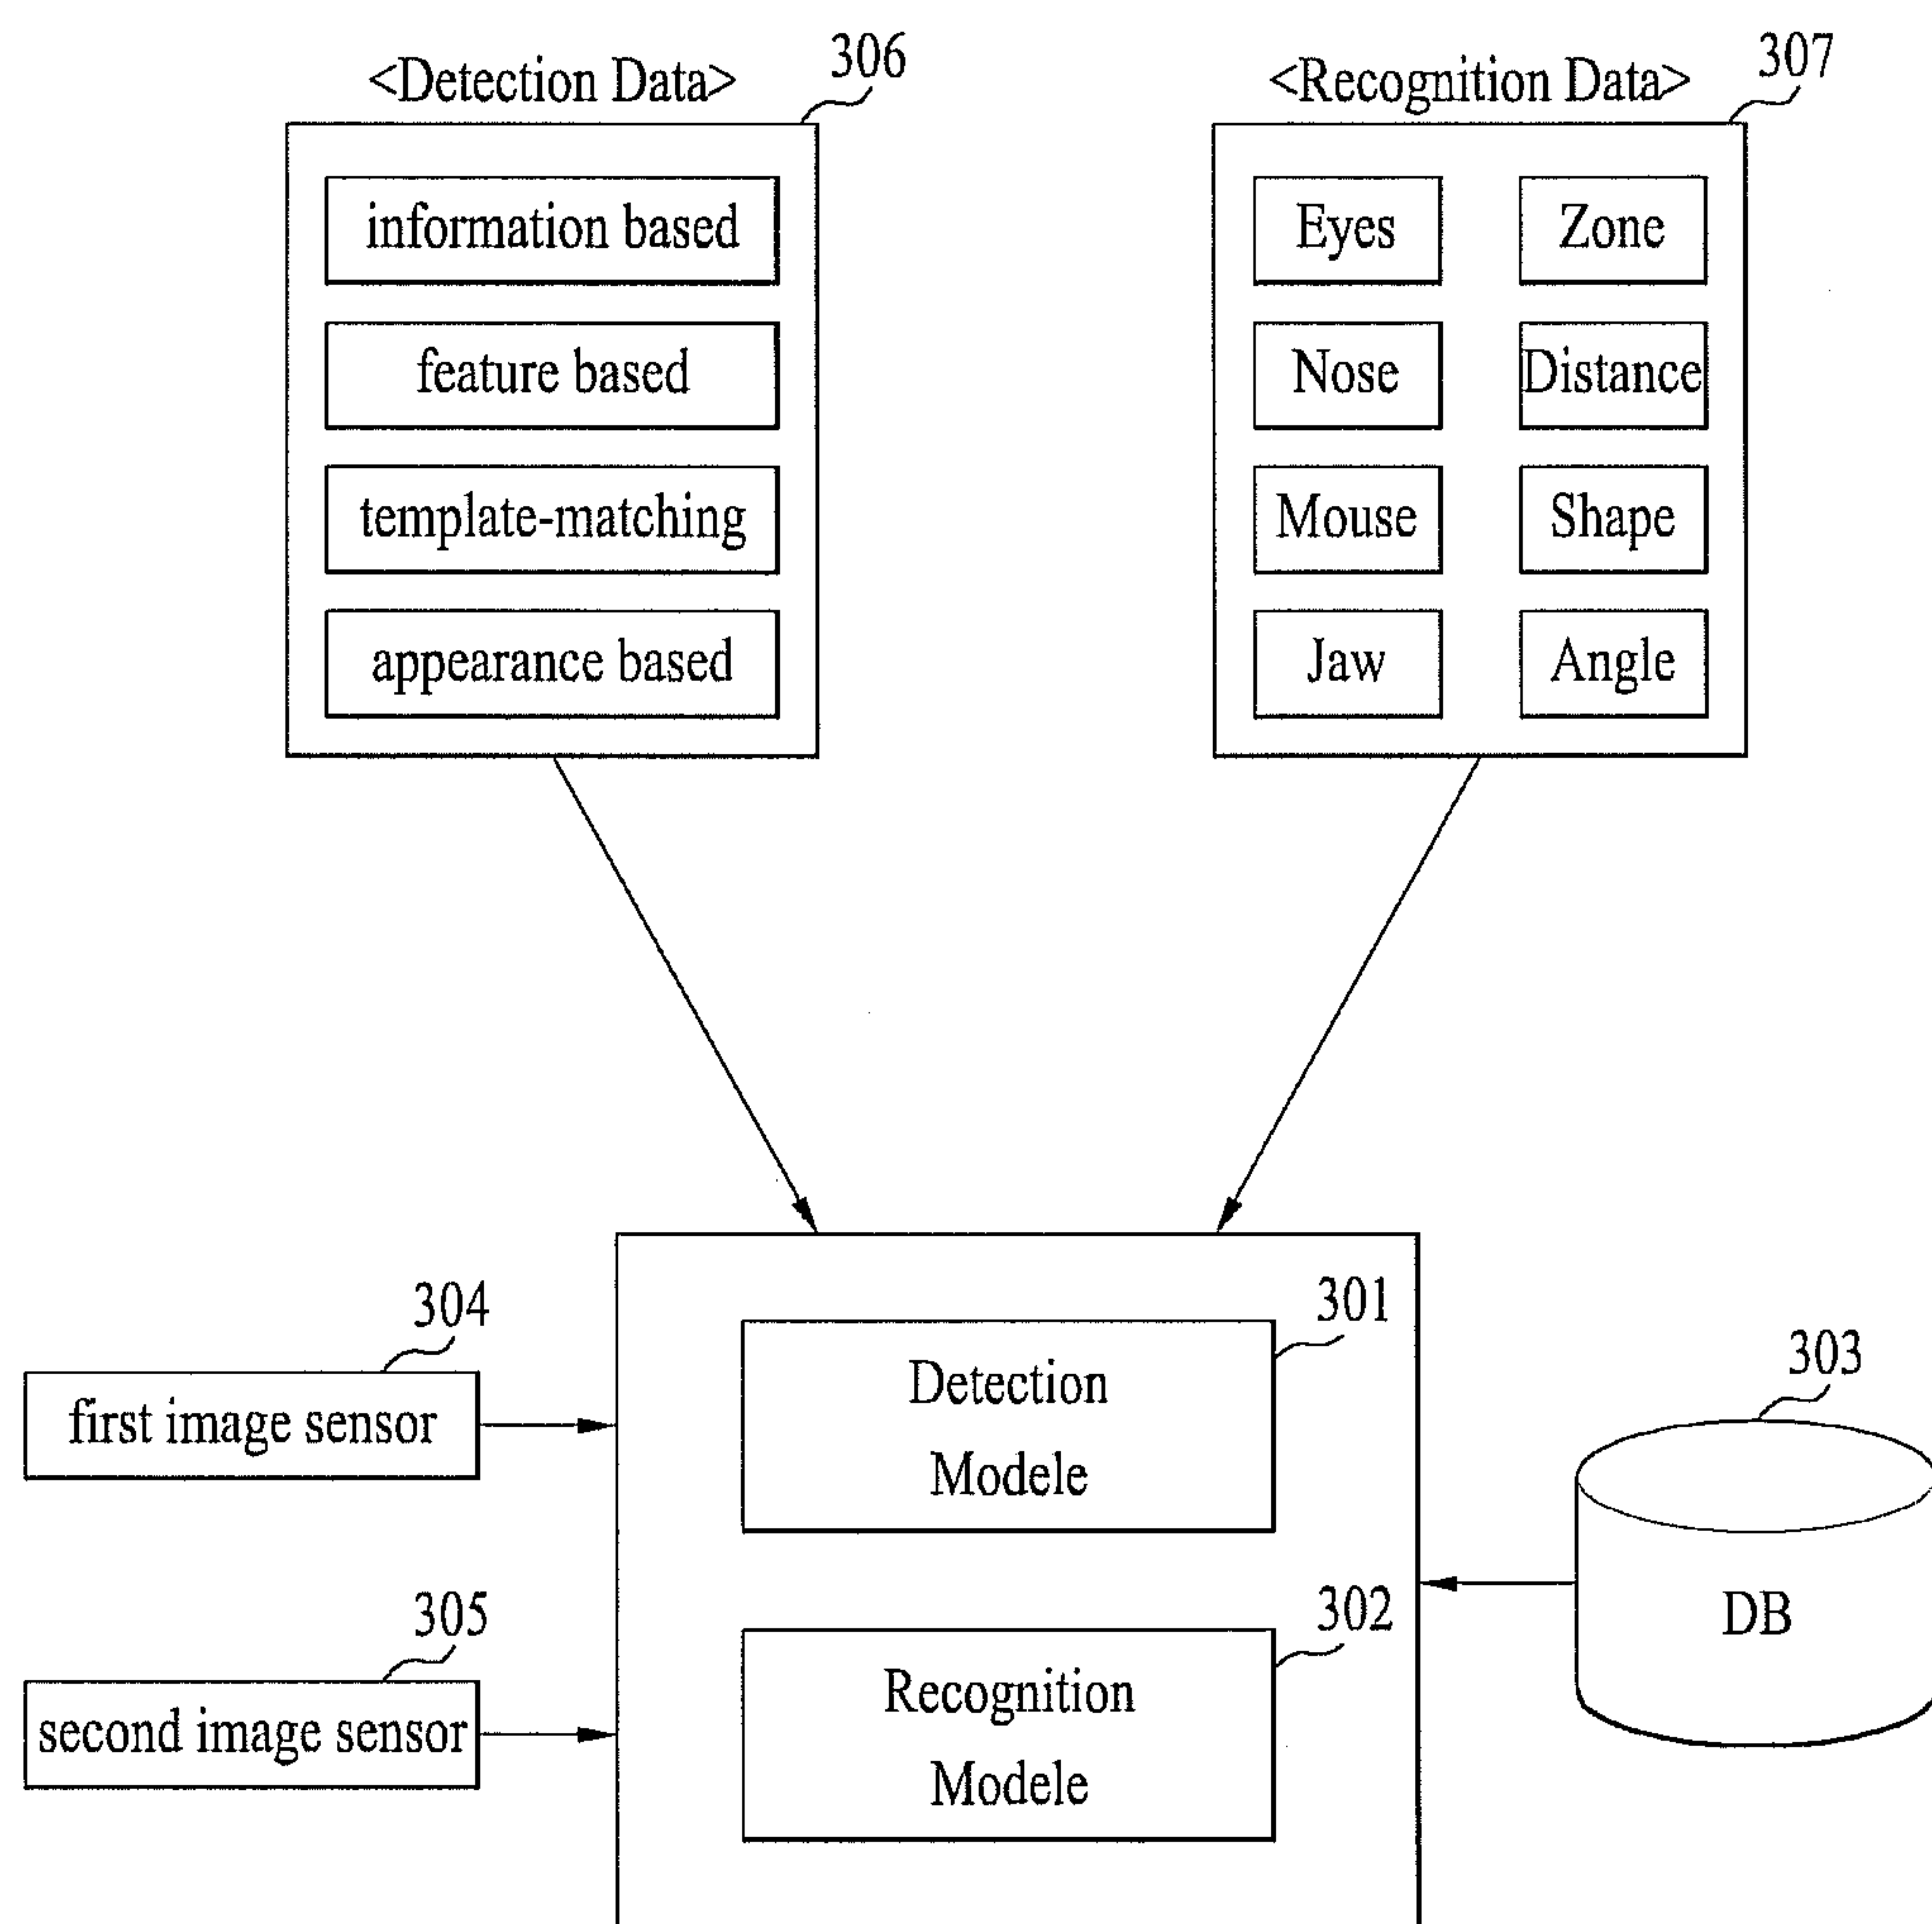 <Detection Data>
306
information based
feature based
template-matching
appearance based
<Recognition Data>
307
Eyes
Zone
Nose
Distance
Mouse
Shape
Jaw
Angle
304
first image sensor
305
second image sensor
301
Detection
Modele
302
Recognition
Modele
303
DB